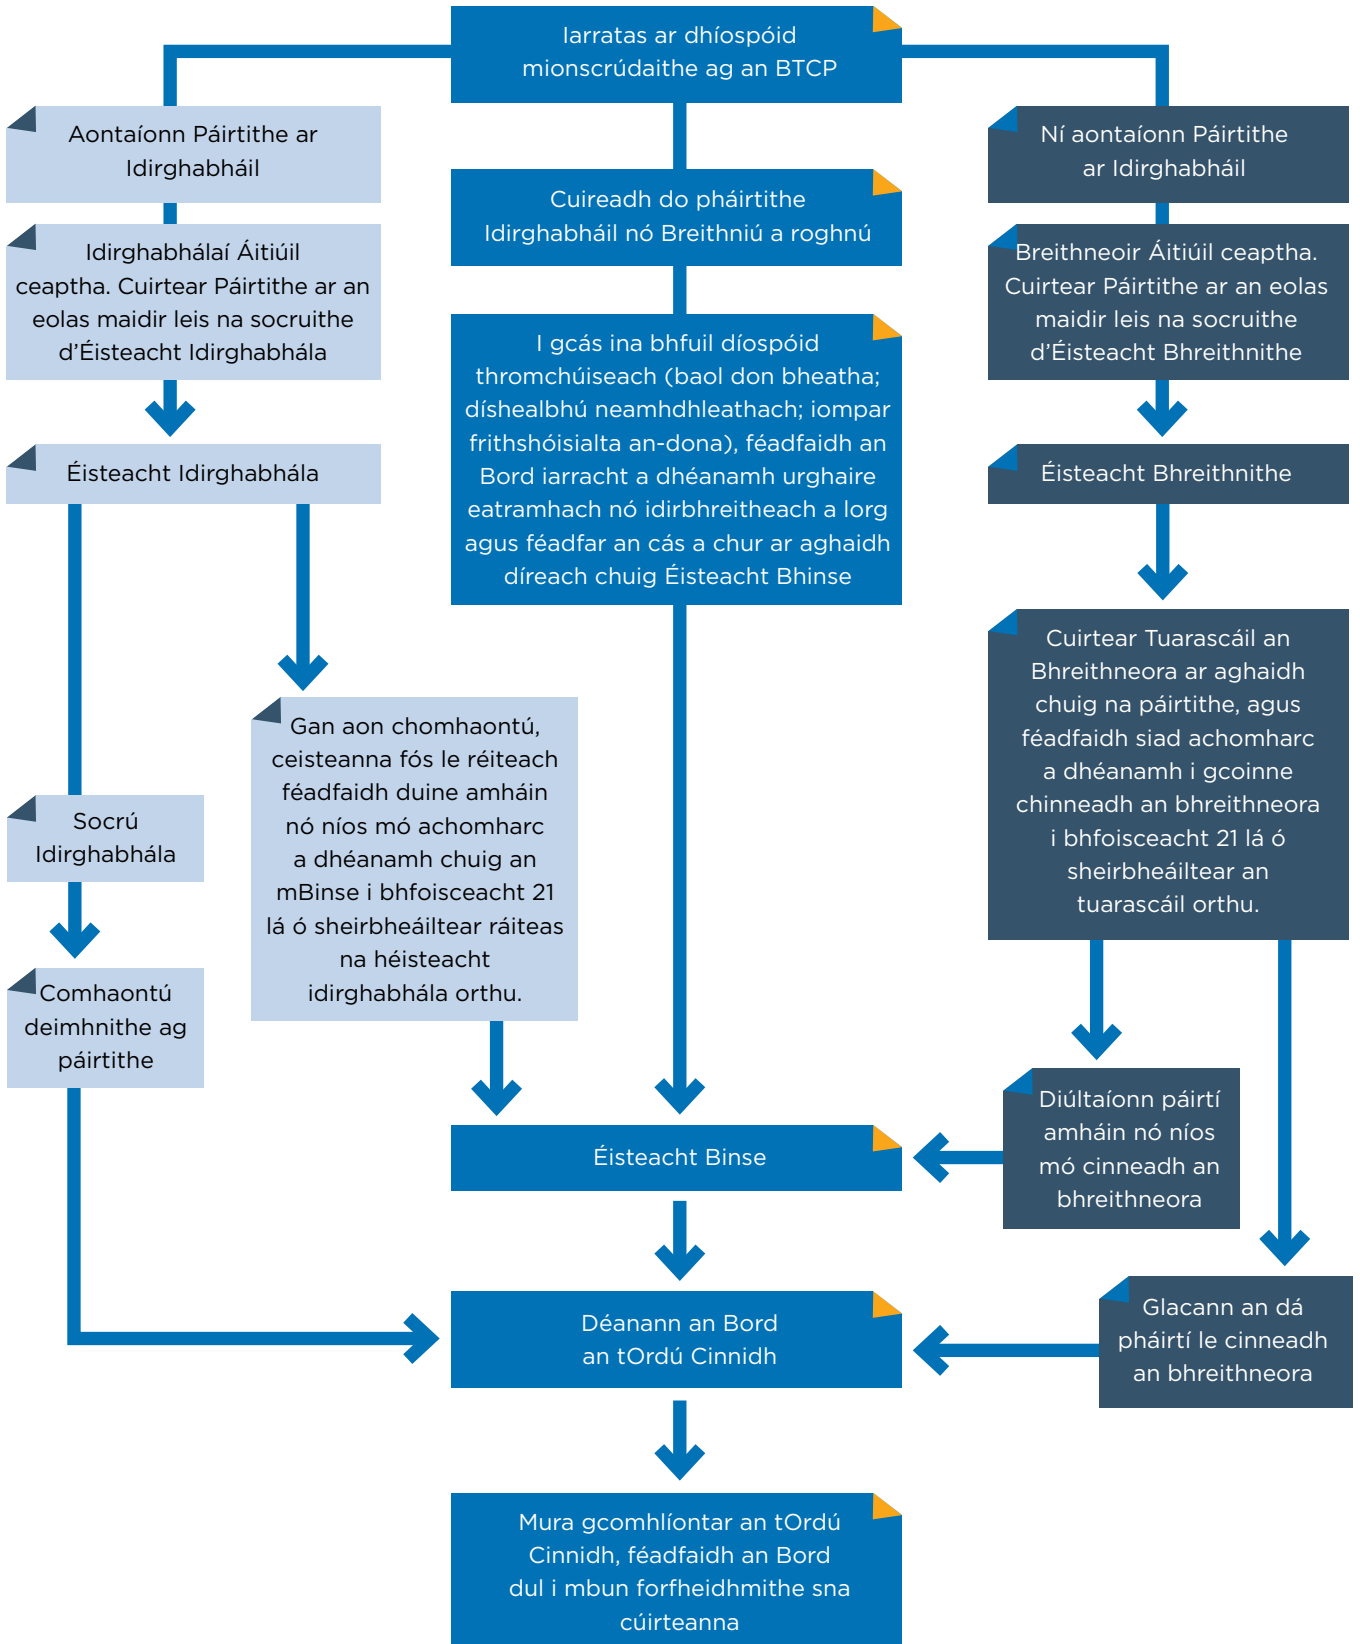 Iarratas ar dhíospóid
mionscrúdaithe ag an BTCP
Aontaíonn Páirtithe ar
Idirghabháil
Ní aontaíonn Páirtithe
ar Idirghabháil
Cuireadh do pháirtithe
Idirghabháil nó Breithniú a roghnú
Idirghabhálaí Áitiúil
ceaptha. Cuirtear Páirtithe ar an
eolas maidir leis na socruithe
d’Éisteacht Idirghabhála
Breithneoir Áitiúil ceaptha.
Cuirtear Páirtithe ar an eolas
maidir leis na socruithe
d’Éisteacht Bhreithnithe
I gcás ina bhfuil díospóid
thromchúiseach (baol don bheatha;
díshealbhú neamhdhleathach; iompar
frithshóisialta an-dona), féadfaidh an
Bord iarracht a dhéanamh urghaire
eatramhach nó idirbhreitheach a lorg
agus féadfar an cás a chur ar aghaidh
díreach chuig Éisteacht Bhinse
Éisteacht Idirghabhála
Éisteacht Bhreithnithe
Cuirtear Tuarascáil an
Bhreithneora ar aghaidh
chuig na páirtithe, agus
féadfaidh siad achomharc
a dhéanamh i gcoinne
chinneadh an bhreithneora
i bhfoisceacht 21 lá ó
sheirbheáiltear an
tuarascáil orthu.
Gan aon chomhaontú,
ceisteanna fós le réiteach
féadfaidh duine amháin
nó níos mó achomharc
a dhéanamh chuig an
mBinse i bhfoisceacht 21
lá ó sheirbheáiltear ráiteas
na héisteacht
idirghabhála orthu.
Socrú
Idirghabhála
Comhaontú
deimhnithe ag
páirtithe
Diúltaíonn páirtí
amháin nó níos
mó cinneadh an
bhreithneora
Éisteacht Binse
Glacann an dá
pháirtí le cinneadh
an bhreithneora
Déanann an Bord
an tOrdú Cinnidh
Mura gcomhlíontar an tOrdú
Cinnidh, féadfaidh an Bord
dul i mbun forfheidhmithe sna
cúirteanna